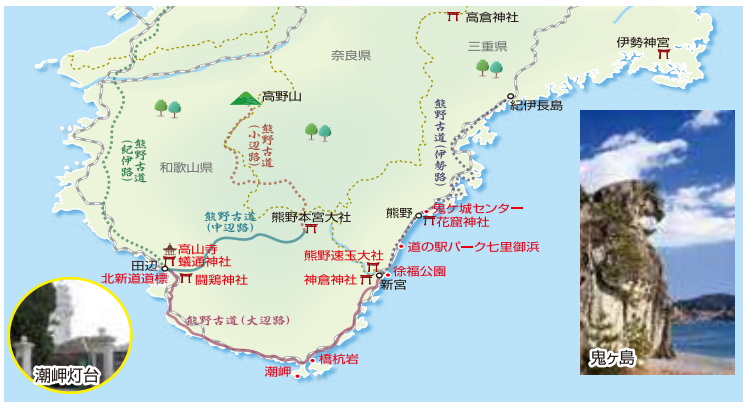 高倉神社
三重県
伊勢神宮
奈良県
高野山
紀伊長島
熊野古道
(伊勢路)
熊野古道
(小辺路)
熊野古道
(紀伊路)
和歌山県
熊野古道
(中辺路)
熊野本宮大社
熊野
鬼ケ城センター
花窟神社
道の駅パーク七里御浜
高山寺
蟻通神社
田辺
北新道道標
闘鶏神社
熊野速玉大社
神倉神社
徐福公園
新宮
熊野古道(大辺路)
橋杭岩
潮岬
潮岬灯台
鬼ヶ島